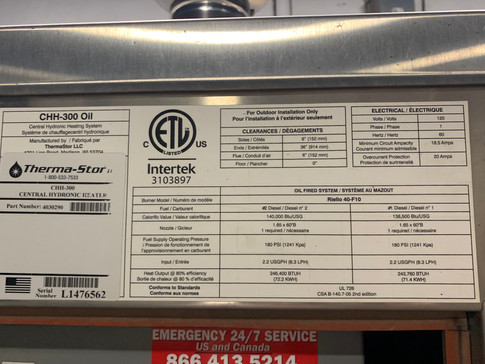 CHH-300 Oil
Central Hydronic Heating System
Système de chauffagecentral hydronique
Manufactured by / Fabriqué par
ThermaStor LLC
Therma-Stor
1-800-533-7533
CHH-300
CENTRAL HYDRONIC HEATER
Part Number: 4030290
Serial
Number L1476562
C ETL US
LISTED
Intertek
3103897
For Outdoor Installation Only
Pour l'installation à l'extérieur seulement
CLEARANCES / DÉGAGEMENTS:
Sides / Côtés 6" (152 mm)
Ends / Extrémités 36" (914 mm)
Flue / Conduit d'air 6" (152 mm)
Floor / Plancher 0"
ELECTRICAL / ÉLECTRIQUE
Volts / Volts 120
Phase / Phase 1
Hertz / Hertz 60
Minimum Circuit Ampacity
Courant minimum admissible 18.5 Amps
Overcurrent Protection
Protection de surintensité 20 Amps
OIL FIRED SYSTEM / SYSTÈME AU MAZOUT
Burner Model / Numéro de modèle Riello 40-F10
Fuel / Carburant #2 Diesel / Diesel n° 2 #1 Diesel / Diesel n° 1
Calorific Value / Valeur calorifique 140,000 Btu/USG 138,500 Btu/USG
Nozzle / Gicleur 1.65 x 60°B 1.65 x 60°B
1 required / nécessaires 1 required / nécessaires
Fuel Supply Operating Pressure
/ Pression de fonctionnement de
l'approvisionnement en carburant 180 PSI (1241 Kpa) 180 PSI (1241 Kpa)
Input / Entrée 2.2 USGPH (8.3 LPH) 2.2 USGPH (8.3 LPH)
Heat Output @ 80% efficiency 246,400 BTUH 243,760 BTUH
Sortie de chaleur @ 80 % d'efficacité (72.2 KW) (71.4 KW)
Conforms to Standards UL 726
Conforme aux normes CSA B-140.7-05 2nd edition
EMERGENCY 24/7 SERVICE
US and Canada
866.413.5214